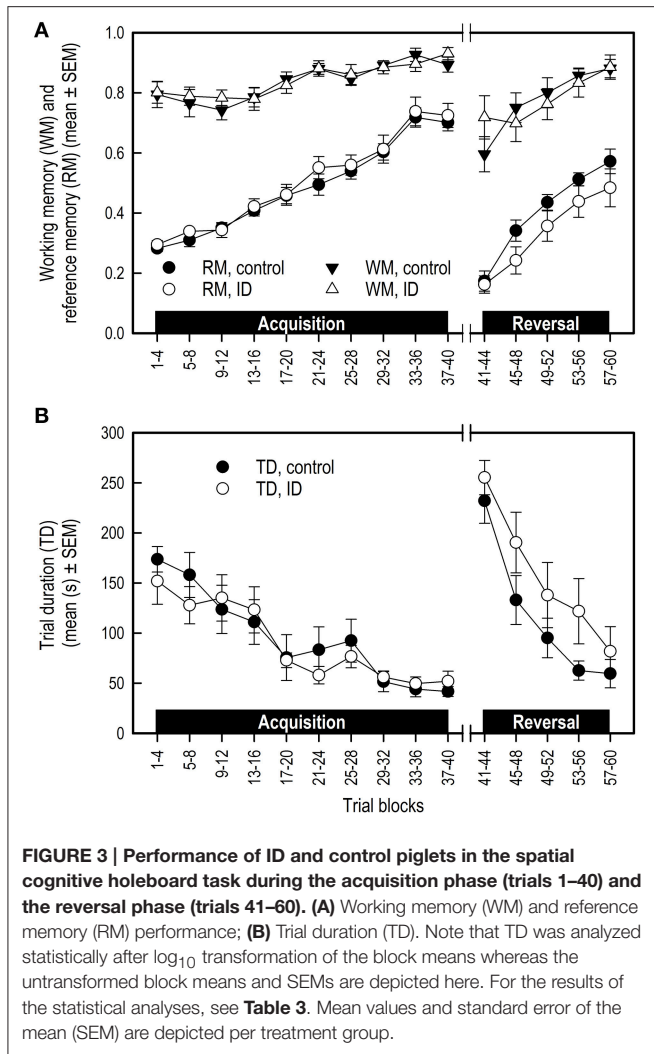 A
Working memory (WM) and
reference memory (RM) (mean ± SEM)
1.0
0.8
0.6
0.4
0.2
0.0
RM, control
WM, control
RM, ID
WM, ID
Acquisition
Reversal
1-4
5-8
9-12
13-16
17-20
21-24
25-28
29-32
33-36
37-40
41-44
45-48
49-52
53-56
57-60
B
Trial duration (TD)
(mean (s) ± SEM)
300
250
200
150
100
50
0
TD, control
TD, ID
Acquisition
Reversal
1-4
5-8
9-12
13-16
17-20
21-24
25-28
29-32
33-36
37-40
41-44
45-48
49-52
53-56
57-60
Trial blocks
FIGURE 3 | Performance of ID and control piglets in the spatial
cognitive holeboard task during the acquisition phase (trials 1–40) and
the reversal phase (trials 41–60). (A) Working memory (WM) and reference
memory (RM) performance; (B) Trial duration (TD). Note that TD was analyzed
statistically after log10 transformation of the block means whereas the
untransformed block means and SEMs are depicted here. For the results of
the statistical analyses, see Table 3. Mean values and standard error of the
mean (SEM) are depicted per treatment group.